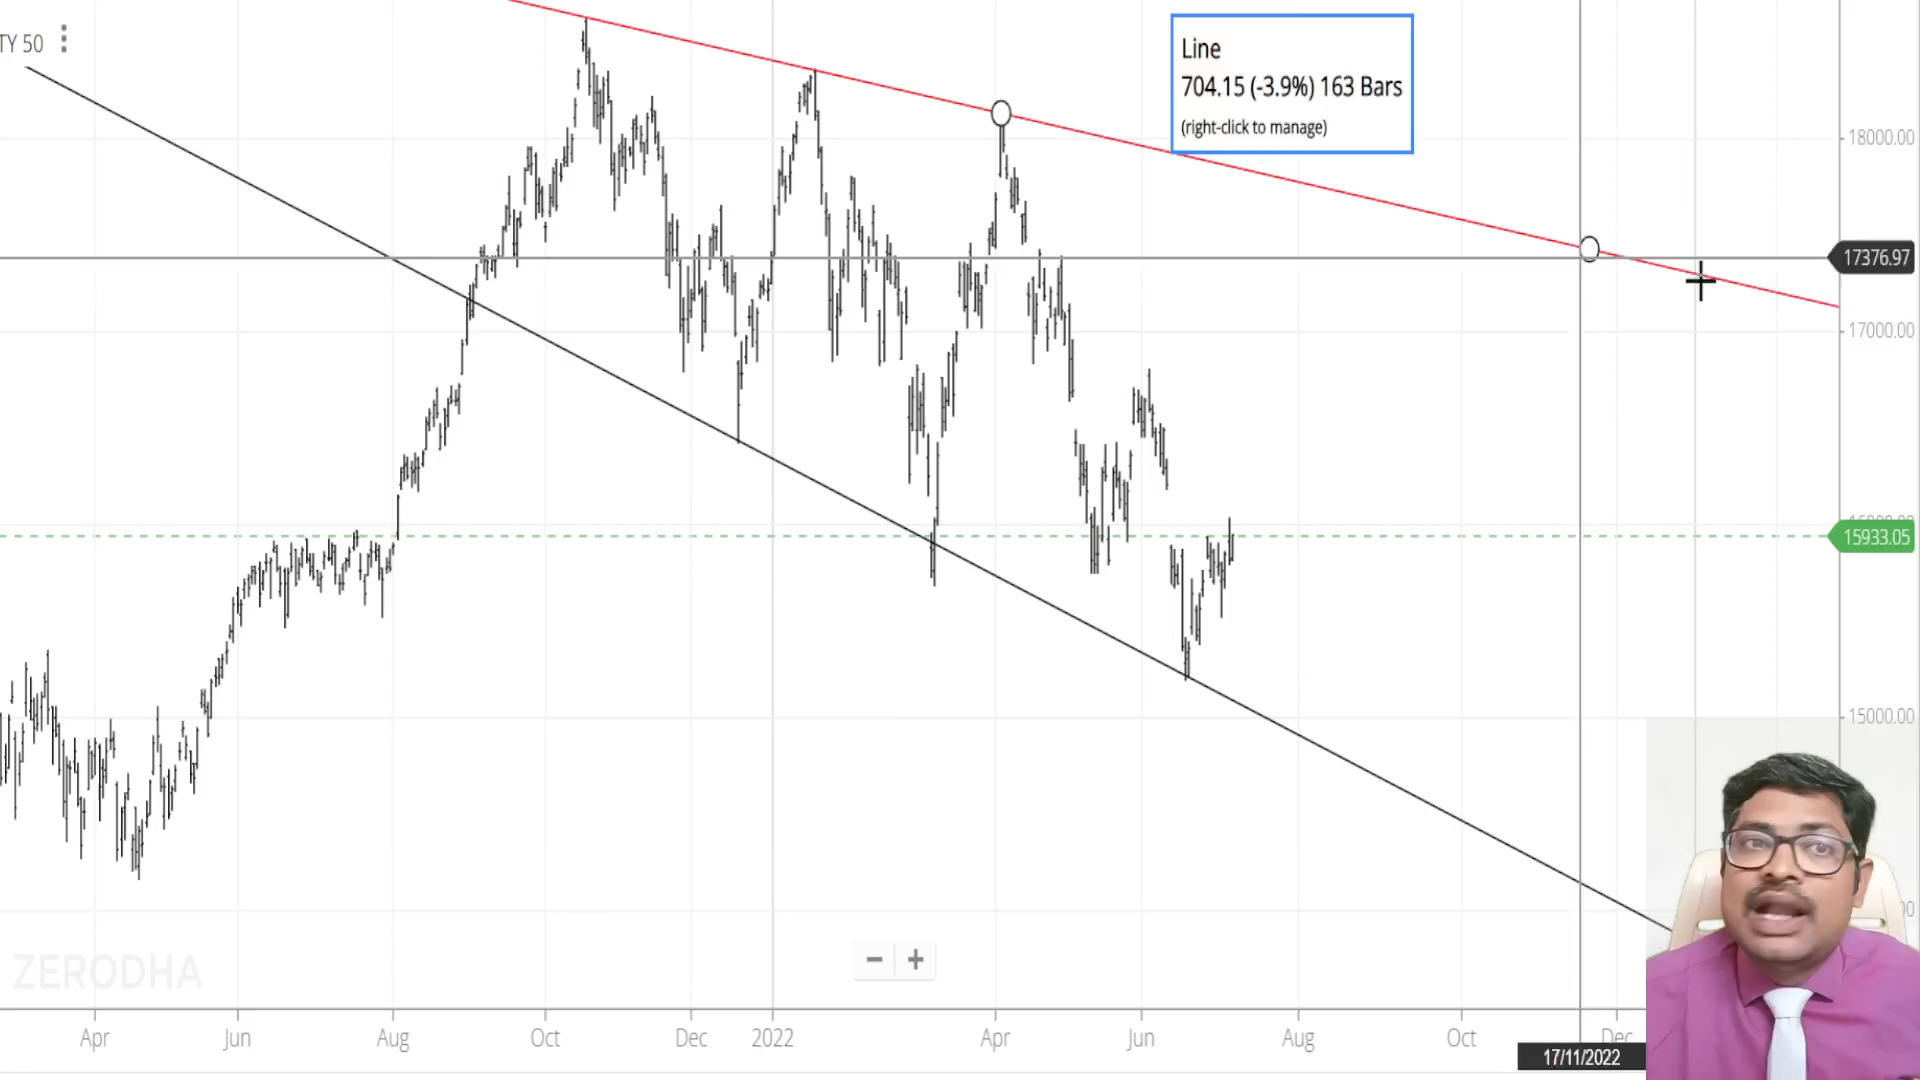 TY 50
Line
704.15 (-3.9%) 163 Bars
(right-click to manage)
18000.00
17376.97
17000.00
15933.05
15000.00
ZERODHA
Apr Jun Aug Oct Dec 2022 Apr Jun Aug Oct Dec
17/11/2022